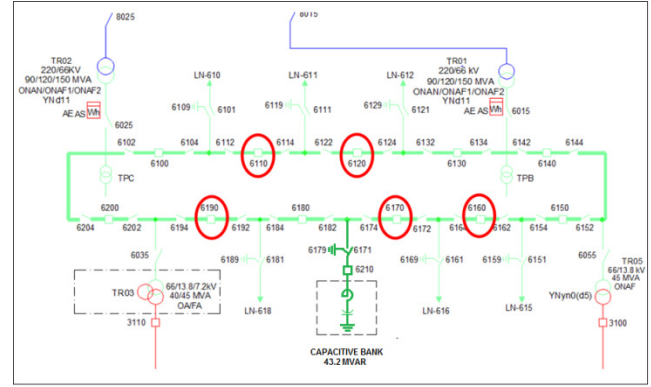 8025
8015
TR02
220/66KV
90/120/150 MVA
ONAN/ONAF1/ONAF2
YNd11
AE AS Wh
6025
TR01
220/66 kV
90/120/150 MVA
ONAN/ONAF1/ONAF2
YNd11
AE AS Wh
6015
LN-610
LN-611
LN-612
6109
6101
6119
6111
6129
6121
6102
6104
6112
6114
6122
6124
6132
6134
6142
6144
6100
6110
6120
6130
6140
TPC
TPB
6200
6190
6180
6170
6160
6150
6204
6202
6194
6192
6184
6182
6174
6172
6164
6162
6154
6152
6035
6189
6181
6179
6171
6169
6161
6159
6151
6055
6210
TR03
66/13.8/7.2kV
40/45 MVA
OA/FA
TR05
66/13.8 kV
45 MVA
ONAF
YNyn0(d5)
LN-618
LN-616
LN-615
3110
3100
CAPACITIVE BANK
43.2 MVAR